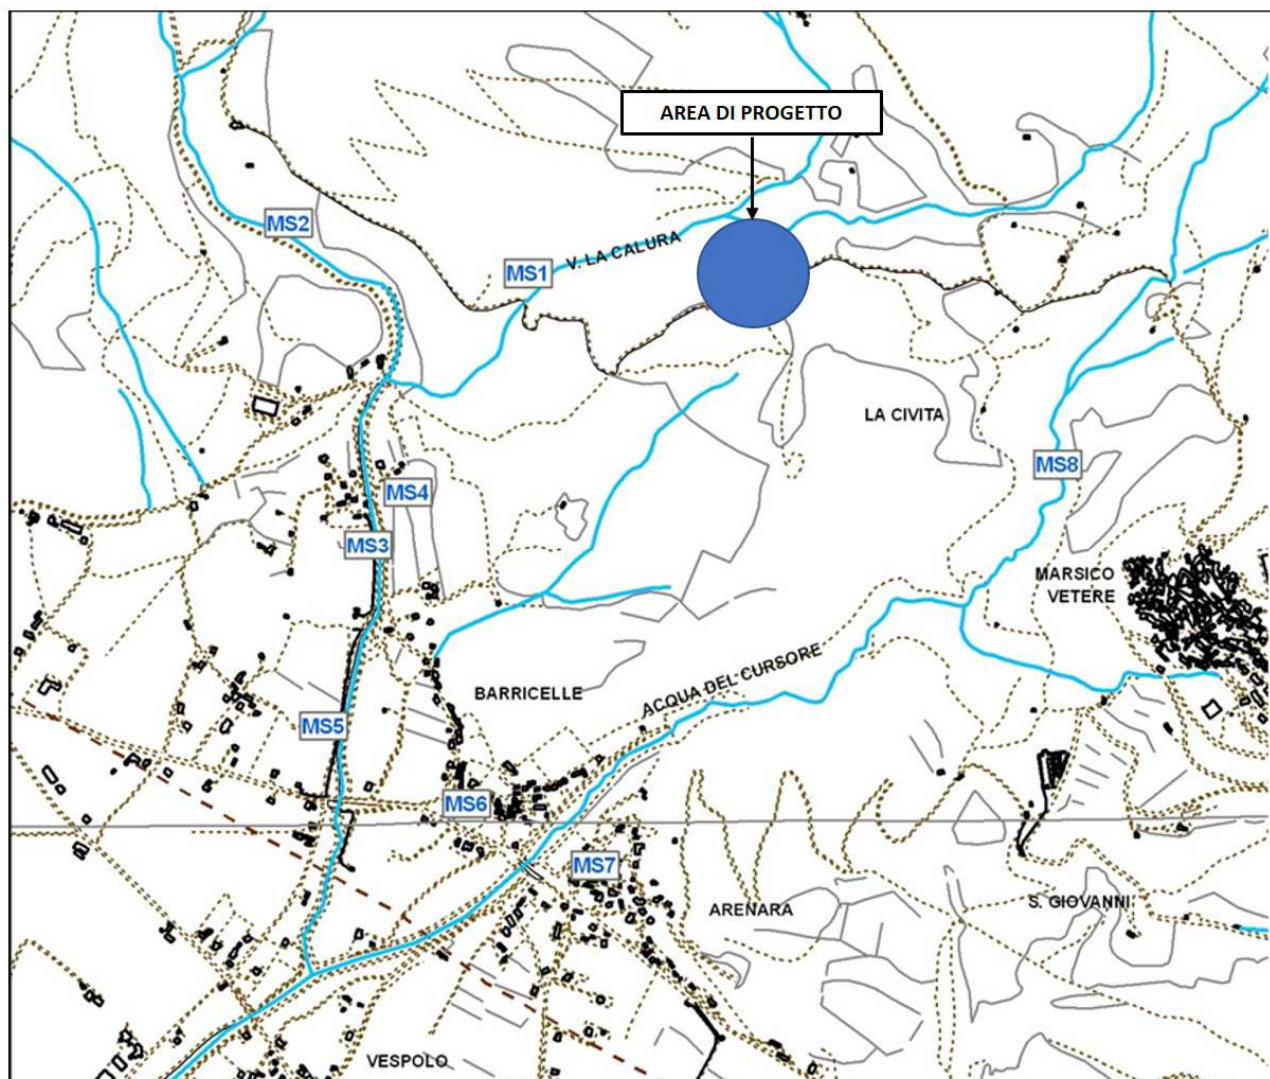 AREA DI PROGETTO
MS2
V. LA CALURA
MS1
LA CIVITA
MS8
MS4
MS3
MARSICO
VETERE
ACQUA DEL CURSORE
BARRICELLE
MS5
MS6
MS7
ARENARA
S. GIOVANNI
VESPOLO